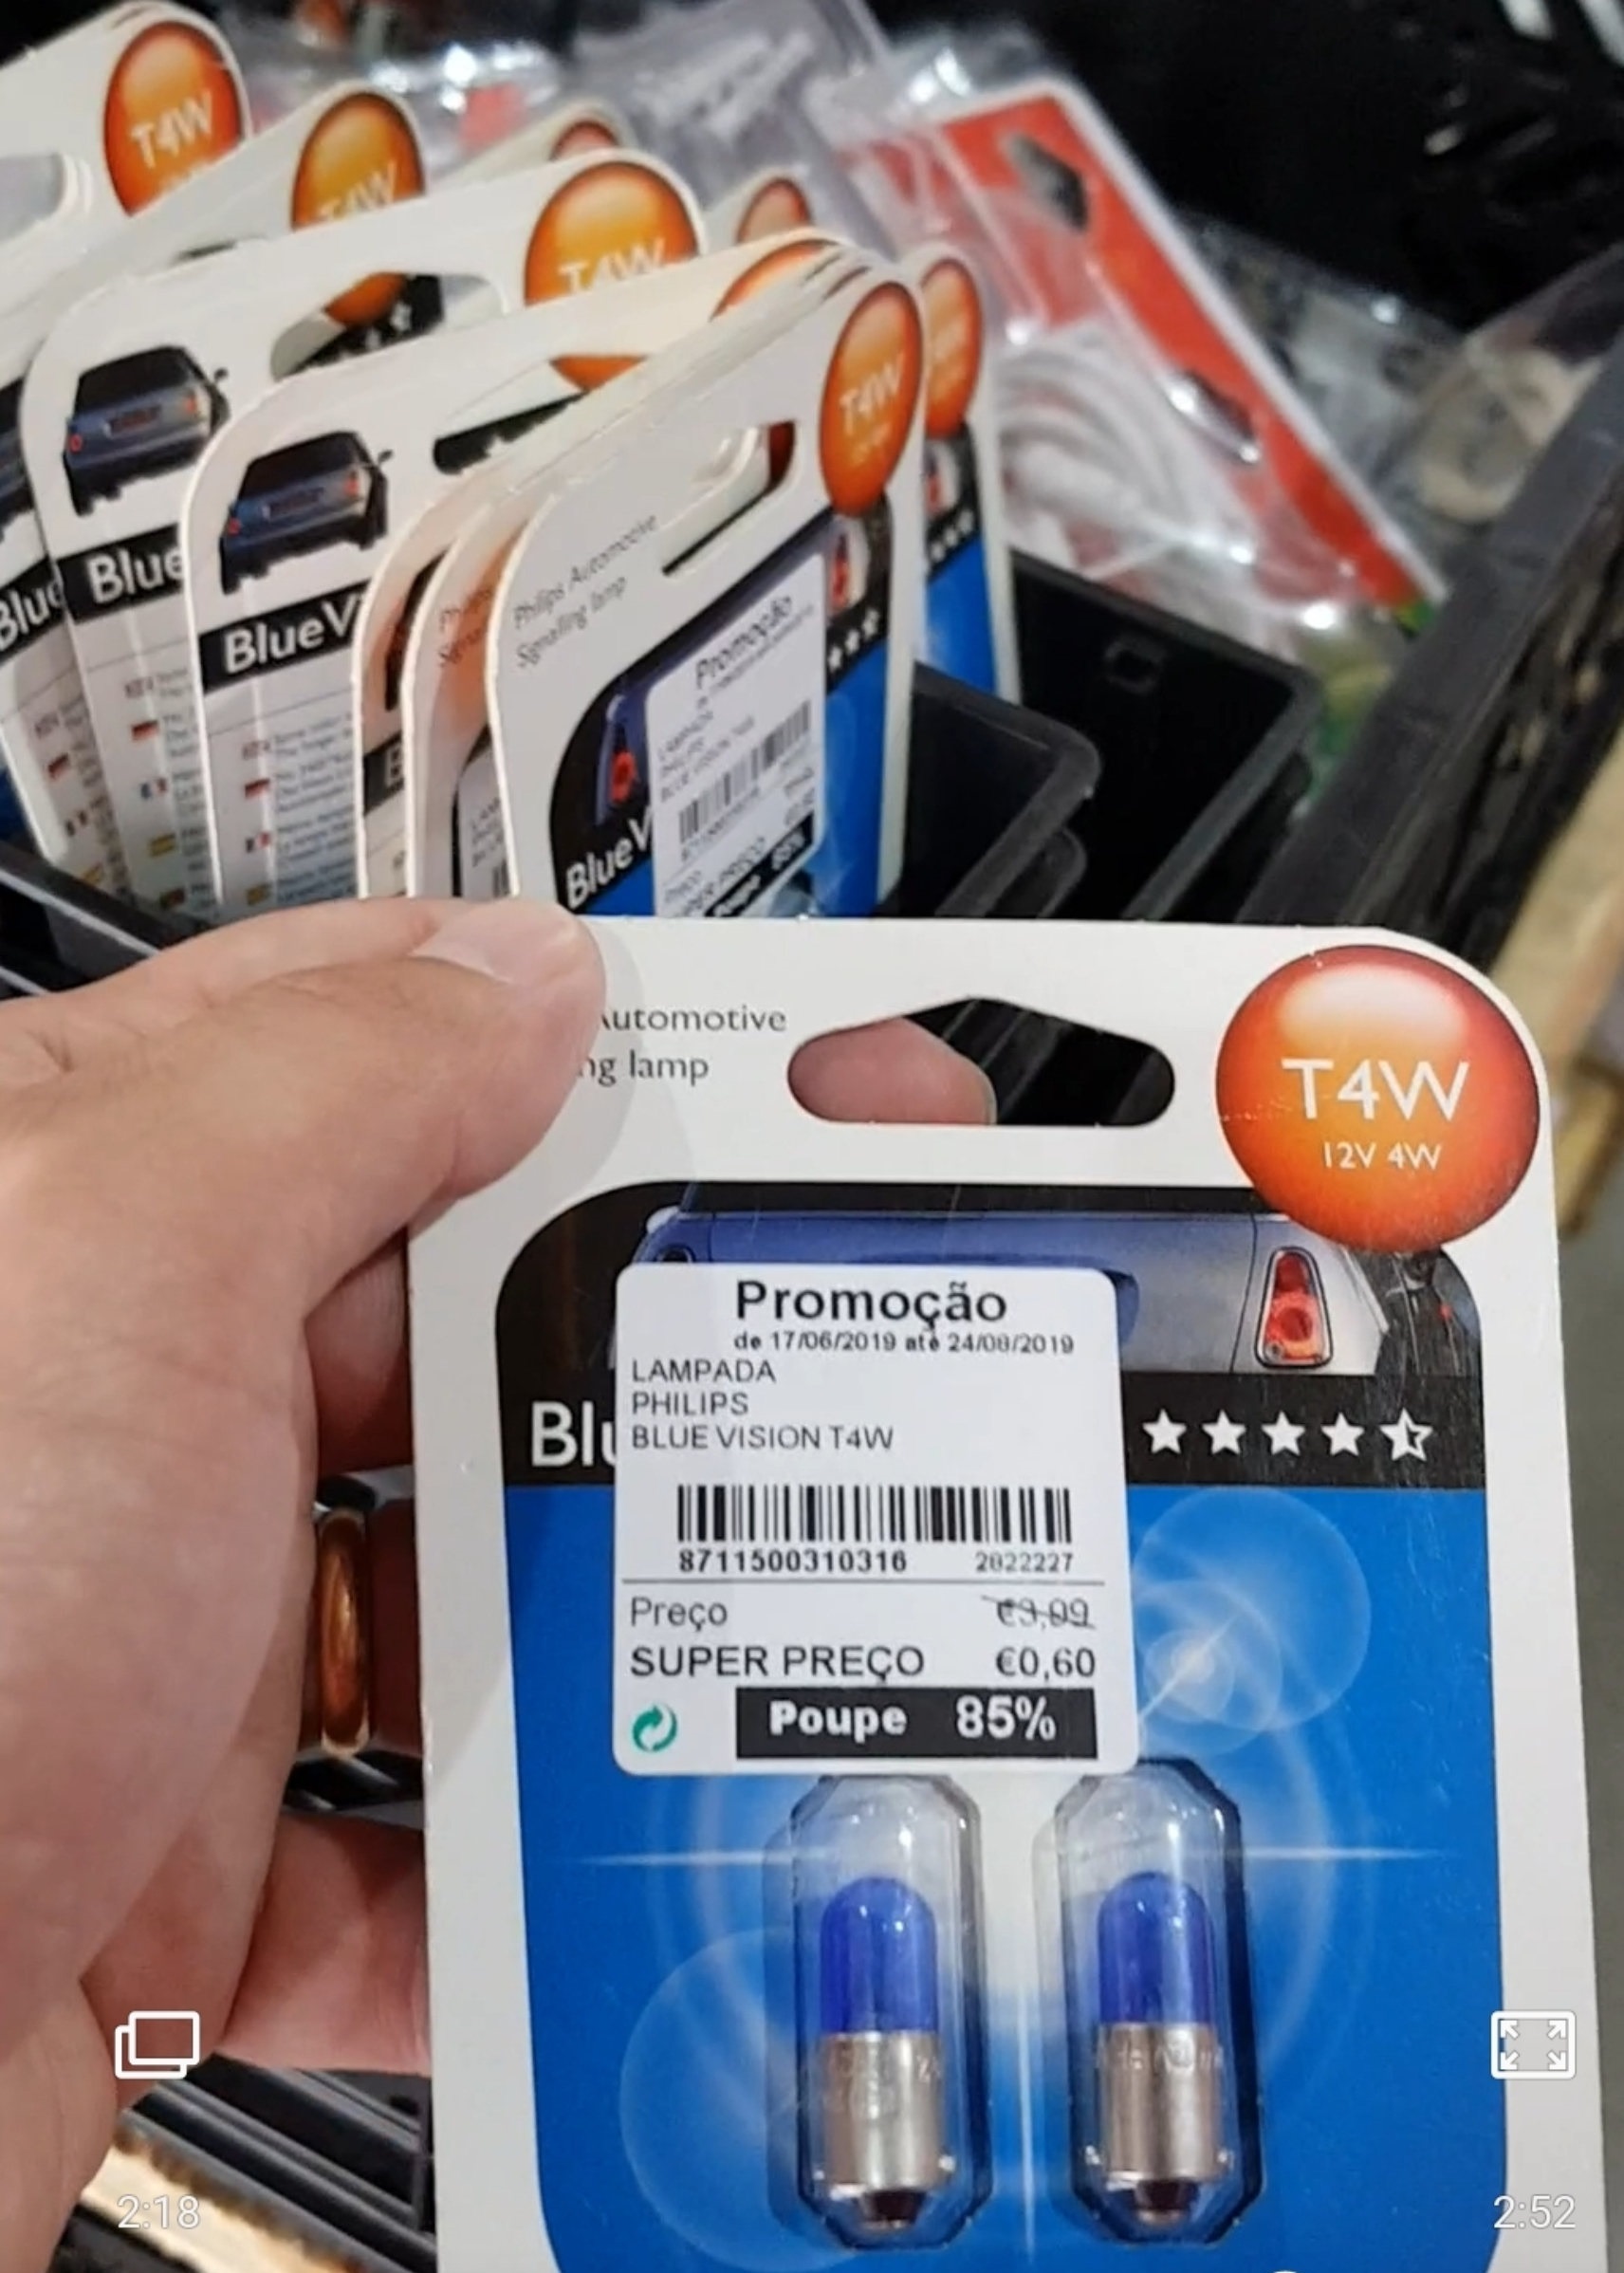 T4W
T4W
T4W
T4W
Blue
BlueV
Philips Automotive
Signalling lamp
Promoção
BlueV
Automotive
lamp
T4W
12V 4W
Promoção
de 17/06/2019 até 24/08/2019
LAMPADA
PHILIPS
BLUE VISION T4W
Blu
8711500310316 2022227
Preço €3,99
SUPER PREÇO €0,60
Poupe 85%
2:18
2:52